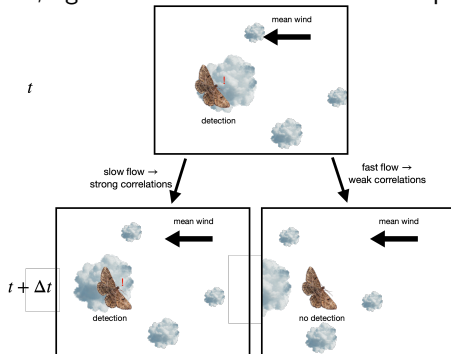 mean wind
!
t
detection
slow flow →
strong correlations
fast flow →
weak correlations
mean wind
mean wind
!
t + Δt
detection
no detection